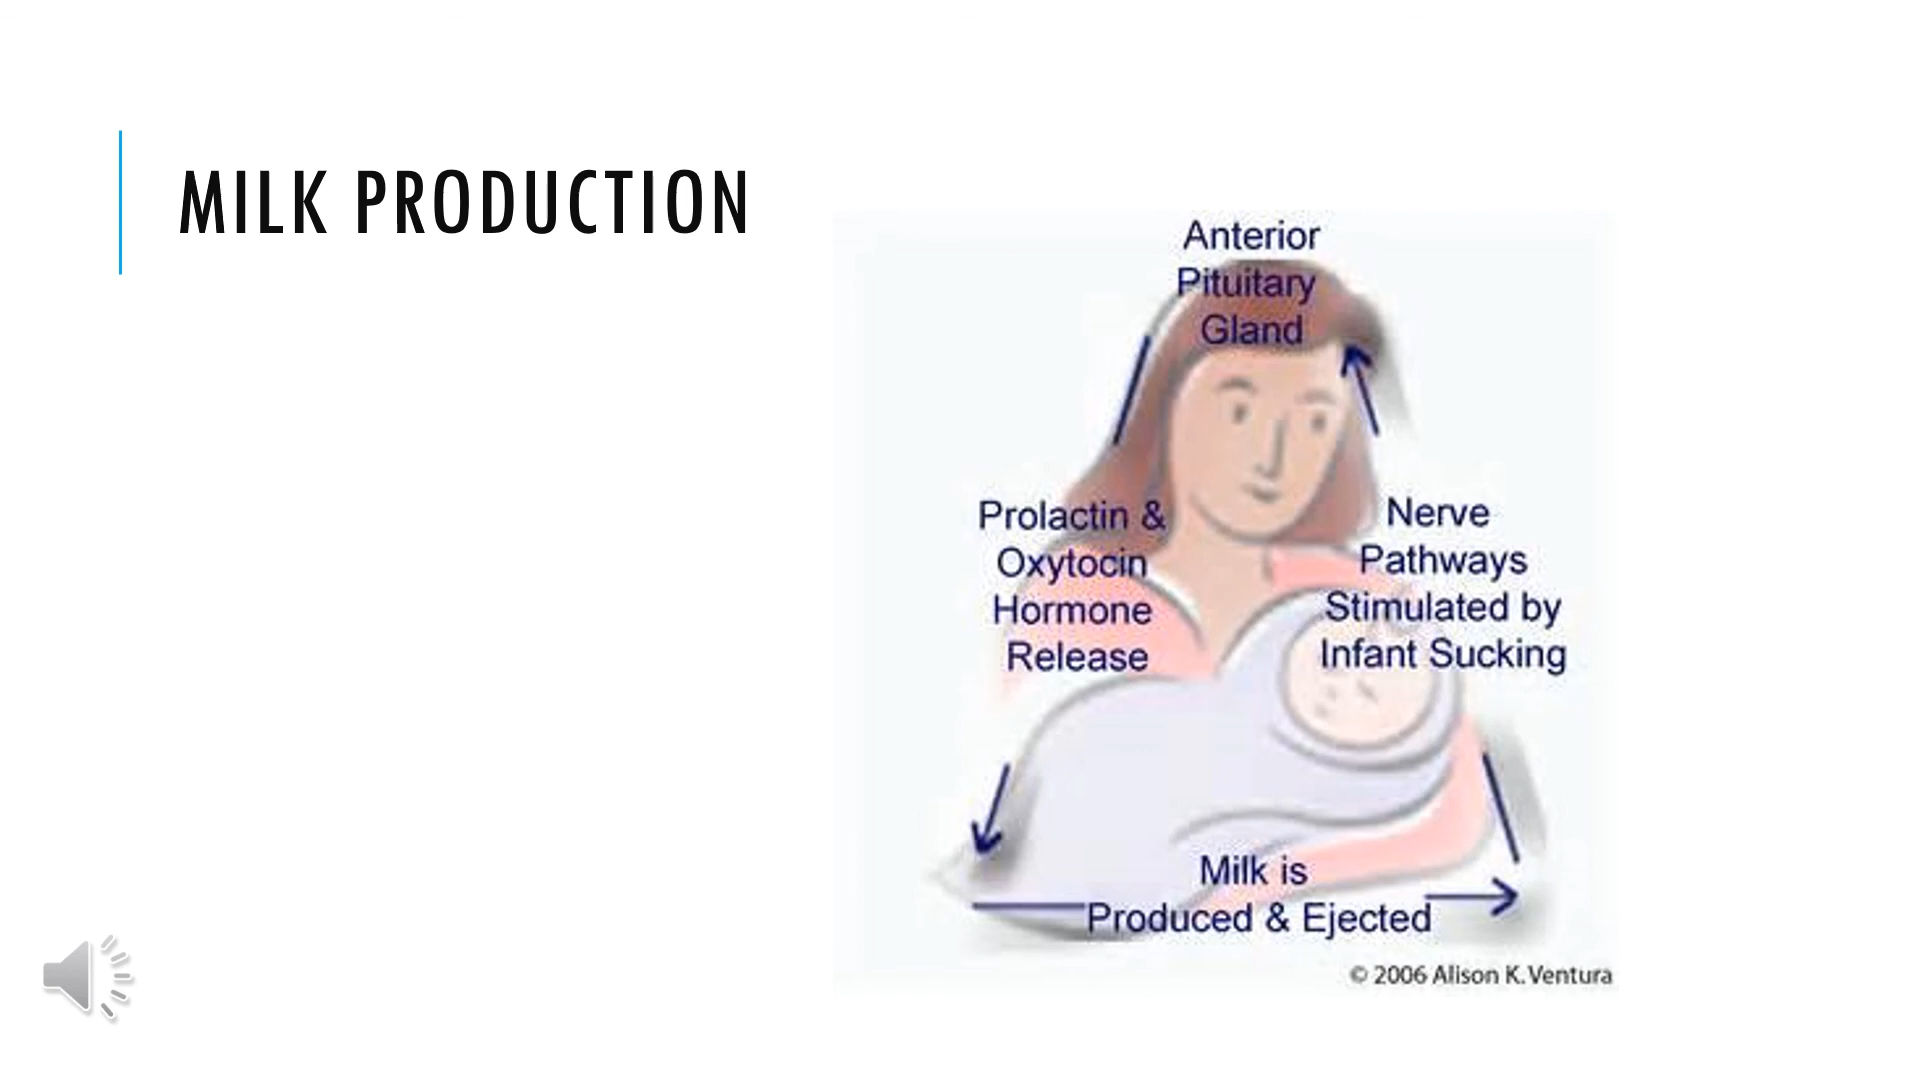 MILK PRODUCTION
Anterior
Pituitary
Gland
Prolactin &
Oxytocin
Hormone
Release
Nerve
Pathways
Stimulated by
Infant Sucking
Milk is
Produced & Ejected
© 2006 Alison K. Ventura